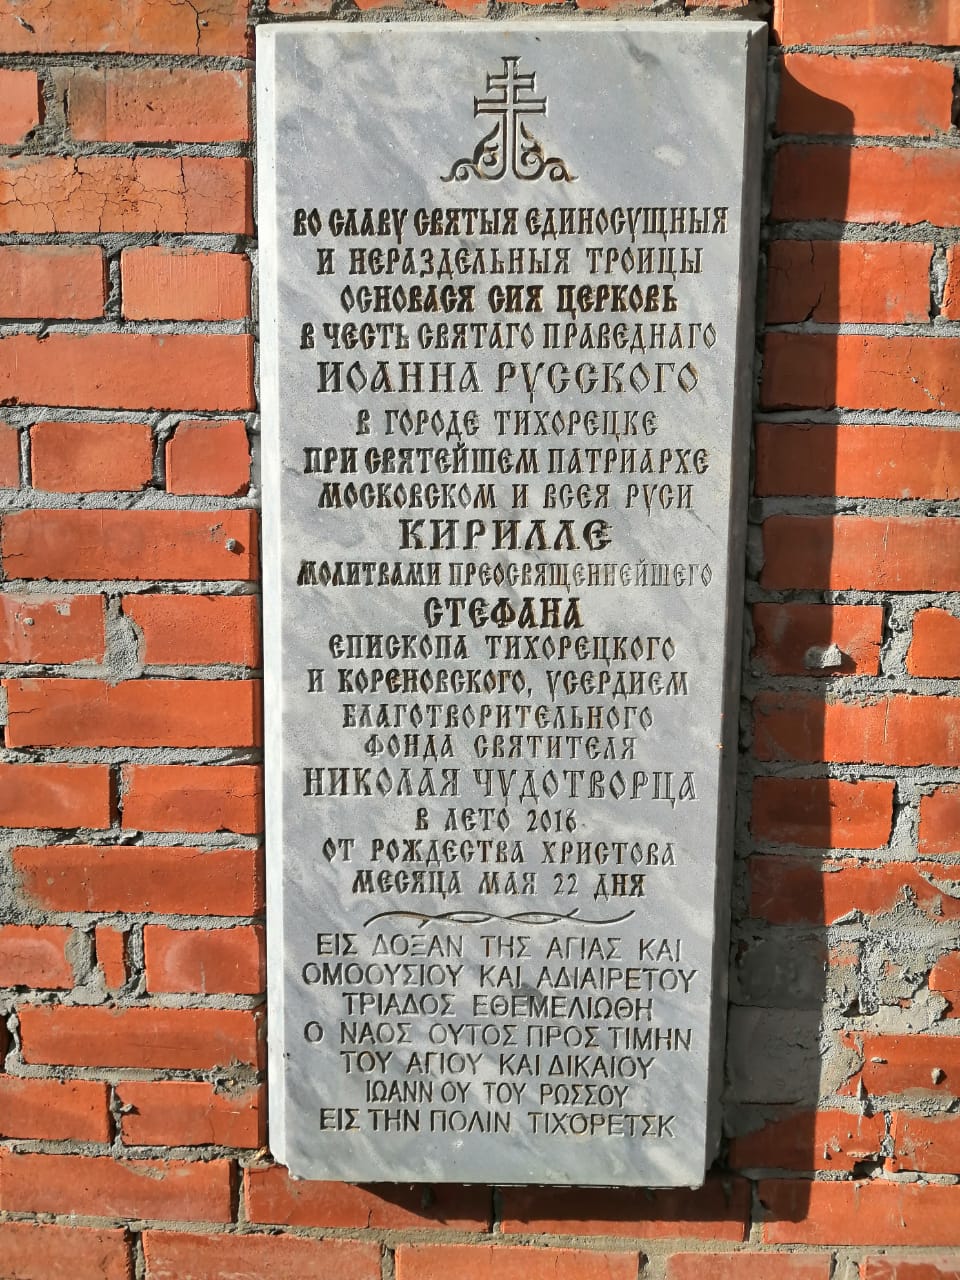 ВО СЛАВУ СВЯТЫЯ ЕДИНОСУЩНЫЯ
И НЕРАЗДЕЛЬНЫЯ ТРОИЦЫ
ОСНОВАСЯ СИЯ ЦЕРКОВЬ
В ЧЕСТЬ СВЯТАГО ПРАВЕДНАГО
ИОАННА РУССКОГО
В ГОРОДЕ ТИХОРЕЦКЕ
ПРИ СВЯТЕЙШЕМ ПАТРИАРХЕ
МОСКОВСКОМ И ВСЕЯ РУСИ
КИРИЛЛЕ
МОЛИТВАМИ ПРЕОСВЯЩЕННЕЙШЕГО
СТЕФАНА
ЕПИСКОПА ТИХОРЕЦКОГО
И КОРЕНОВСКОГО, УСЕРДИЕМ
БЛАГОТВОРИТЕЛЬНОГО
ФОНДА СВЯТИТЕЛЯ
НИКОЛАЯ ЧУДОТВОРЦА
В ЛЕТО 2016
ОТ РОЖДЕСТВА ХРИСТОВА
МЕСЯЦА МАЯ 22 ДНЯ
ΕΙΣ ΔΟΞΑΝ ΤΗΣ ΑΓΙΑΣ ΚΑΙ
ΟΜΟΟΥΣΙΟΥ ΚΑΙ ΑΔΙΑΙΡΕΤΟΥ
ΤΡΙΑΔΟΣ ΕΘΕΜΕΛΙΩΘΗ
Ο ΝΑΟΣ ΟΥΤΟΣ ΠΡΟΣ ΤΙΜΗΝ
ΤΟΥ ΑΓΙΟΥ ΚΑΙ ΔΙΚΑΙΟΥ
ΙΩΑΝΝ ΟΥ ΤΟΥ ΡΩΣΣΟΥ
ΕΙΣ ΤΗΝ ΠΟΛΙΝ ΤΙΧΟΡΕΤΣΚ